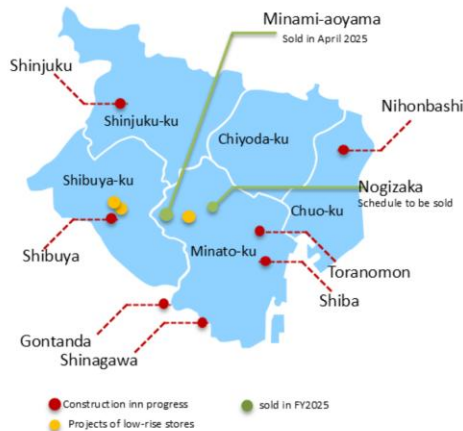 Minami-aoyama
Sold in April 2025
Shinjuku
Nihonbashi
Shinjuku-ku
Chiyoda-ku
Shibuya-ku
Nogizaka
Schedule to be sold
Chuo-ku
Minato-ku
Shibuya
Toranomon
Shiba
Gontanda
Shinagawa
Construction inn progress
sold in FY2025
Projects of low-rise stores